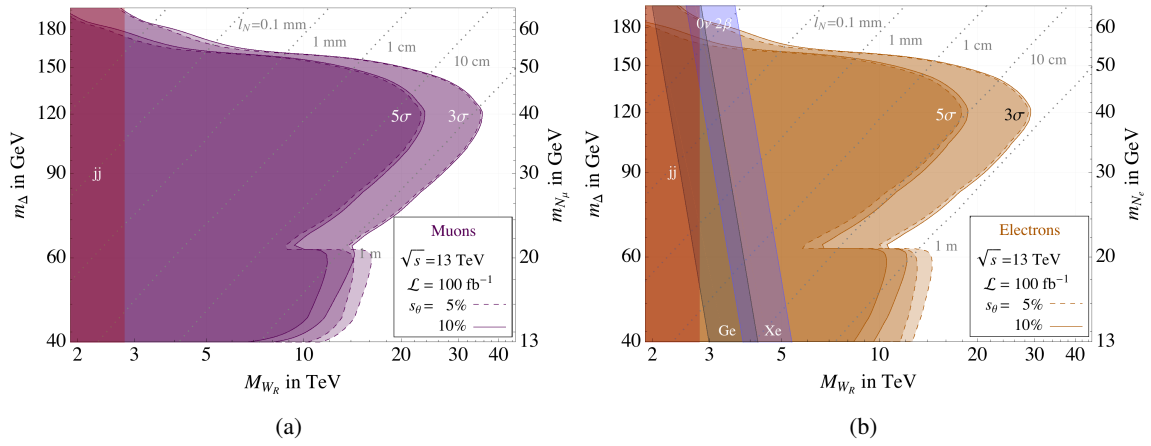 l_N=0.1 mm
1 mm
1 cm
10 cm
1 m
5σ
3σ
jj
180
150
120
90
60
40
m_Δ in GeV
60
50
40
30
20
13
m_{N_μ} in GeV
Muons
√s =13 TeV
ℒ = 100 fb⁻¹
s_θ = 5%
10%
2 3 5 10 20 30 40
M_{W_R} in TeV
(a)
0ν 2β
l_N=0.1 mm
1 mm
1 cm
10 cm
1 m
5σ
3σ
jj
Ge
Xe
180
150
120
90
60
40
m_Δ in GeV
60
50
40
30
20
13
m_{N_e} in GeV
Electrons
√s =13 TeV
ℒ = 100 fb⁻¹
s_θ = 5%
10%
2 3 5 10 20 30 40
M_{W_R} in TeV
(b)